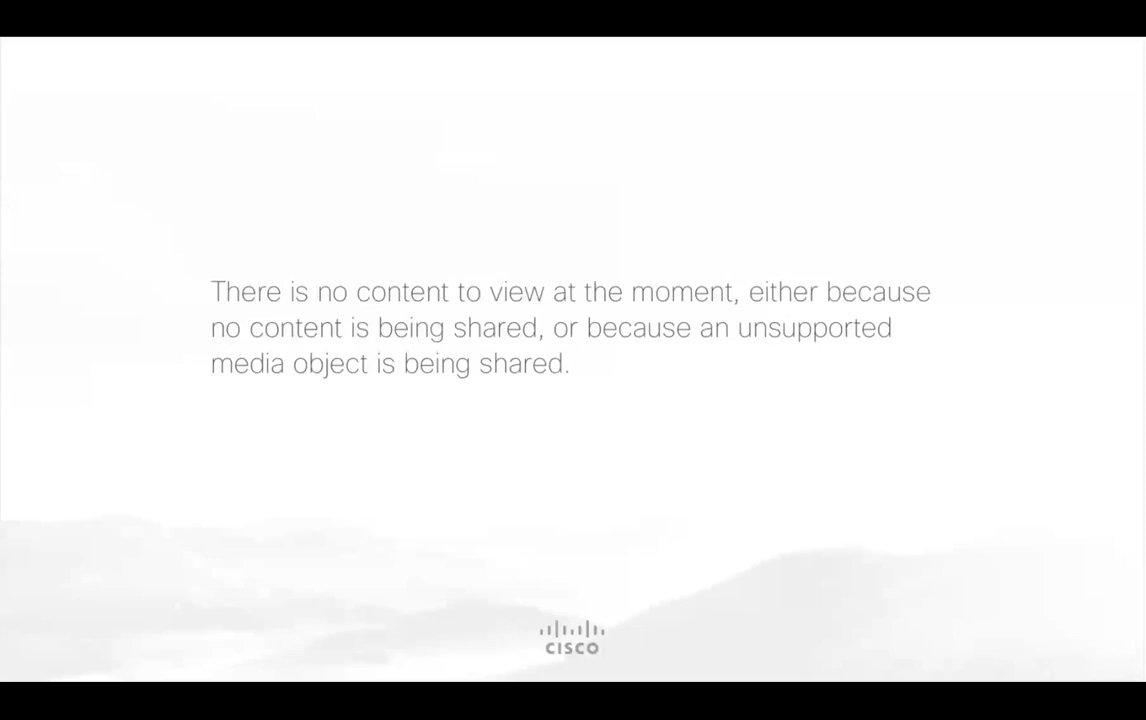 There is no content to view at the moment, either because
no content is being shared, or because an unsupported
media object is being shared.
CISCO